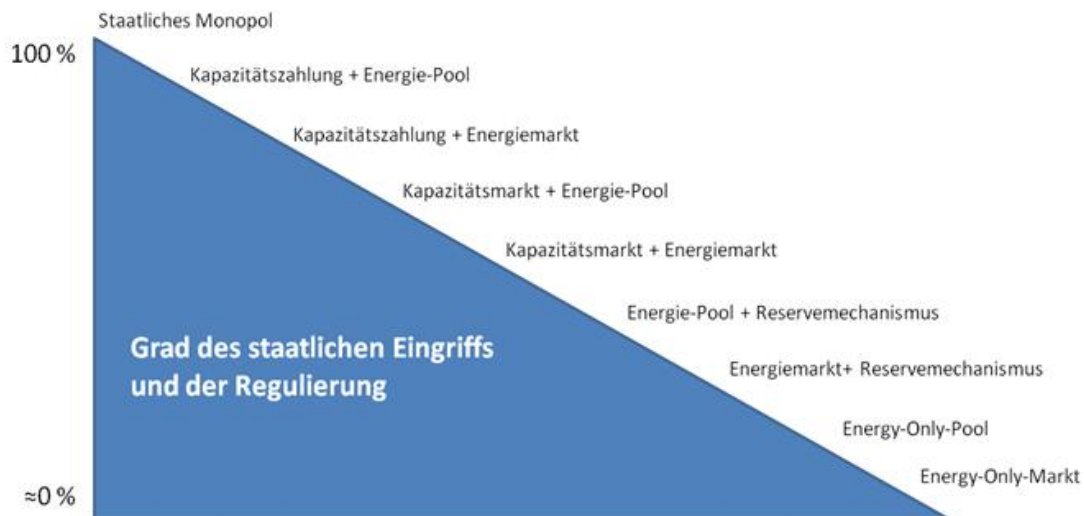 Staatliches Monopol
100 %
Kapazitätszahlung + Energie-Pool
Kapazitätszahlung + Energiemarkt
Kapazitätsmarkt + Energie-Pool
Kapazitätsmarkt + Energiemarkt
Energie-Pool + Reservemechanismus
Grad des staatlichen Eingriffs
und der Regulierung
Energiemarkt+ Reservemechanismus
Energy-Only-Pool
Energy-Only-Markt
≈0 %